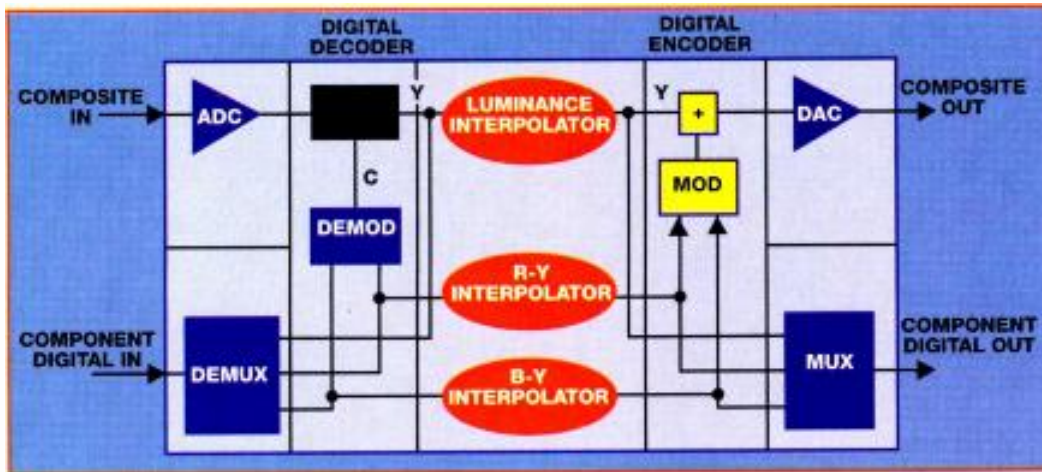 DIGITAL
DECODER
DIGITAL
ENCODER
COMPOSITE
IN
ADC
Y
LUMINANCE
INTERPOLATOR
Y
+
DAC
COMPOSITE
OUT
C
MOD
DEMOD
R-Y
INTERPOLATOR
COMPONENT
DIGITAL IN
DEMUX
B-Y
INTERPOLATOR
MUX
COMPONENT
DIGITAL OUT